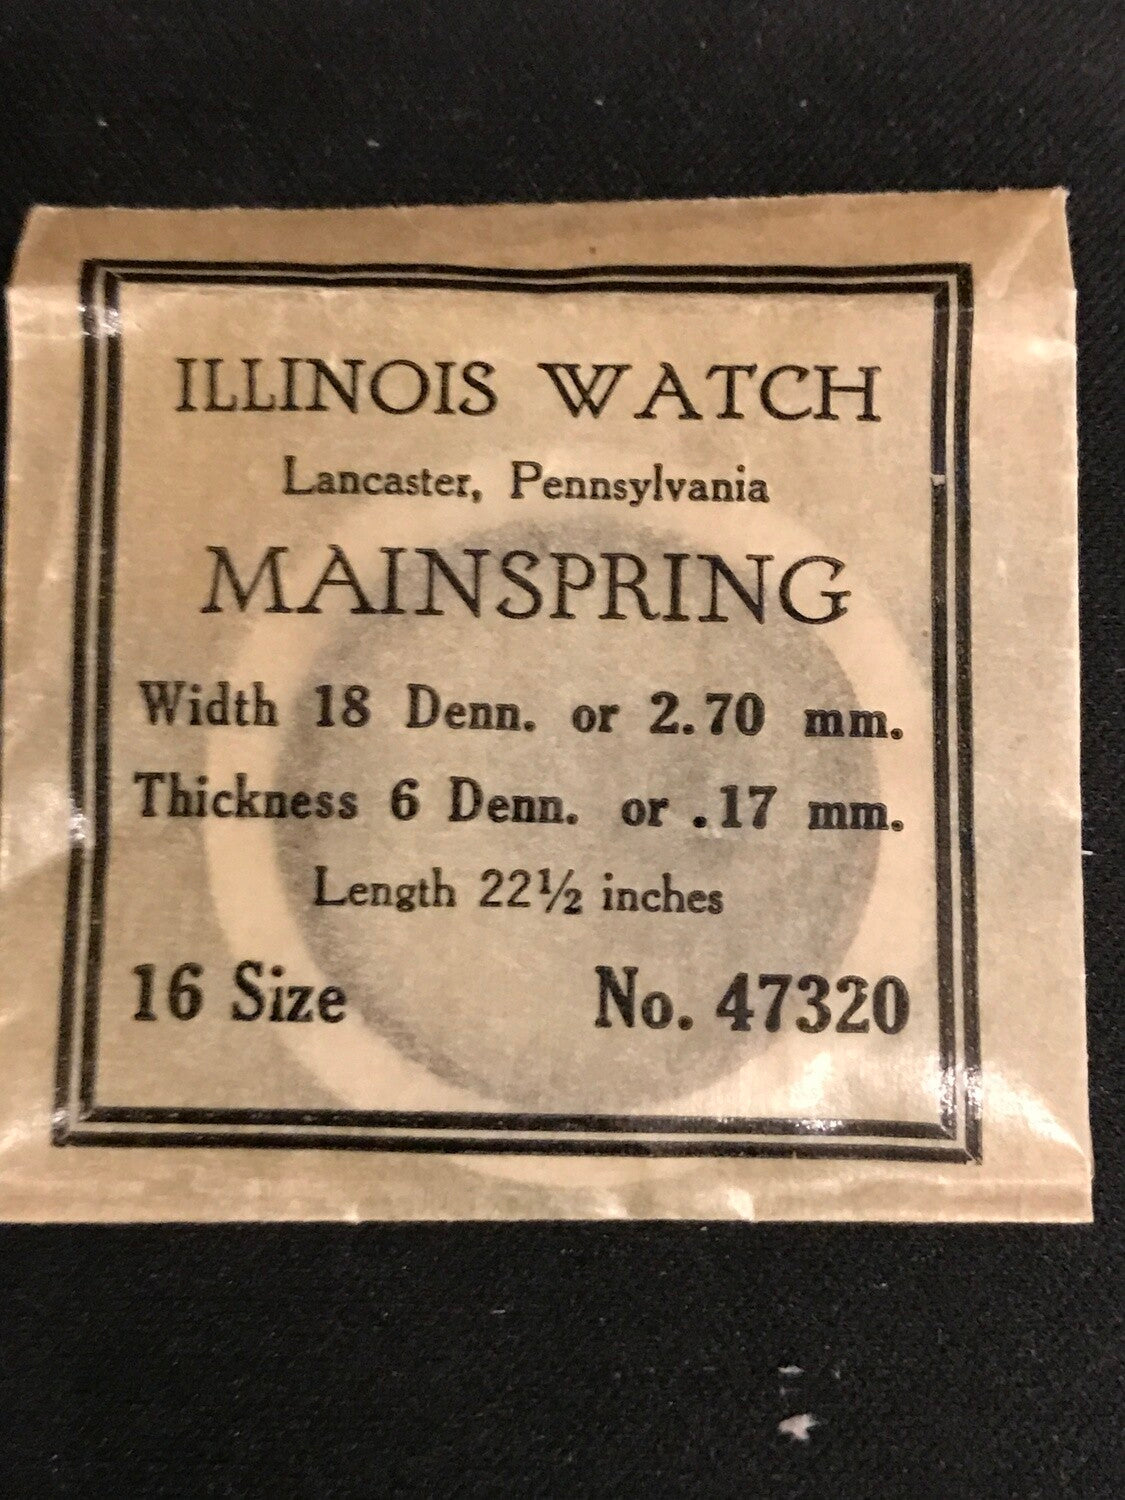 ILLINOIS WATCH
Lancaster, Pennsylvania
MAINSPRING
Width 18 Denn. or 2.70 mm.
Thickness 6 Denn. or .17 mm.
Length 22½ inches
16 Size No. 47320